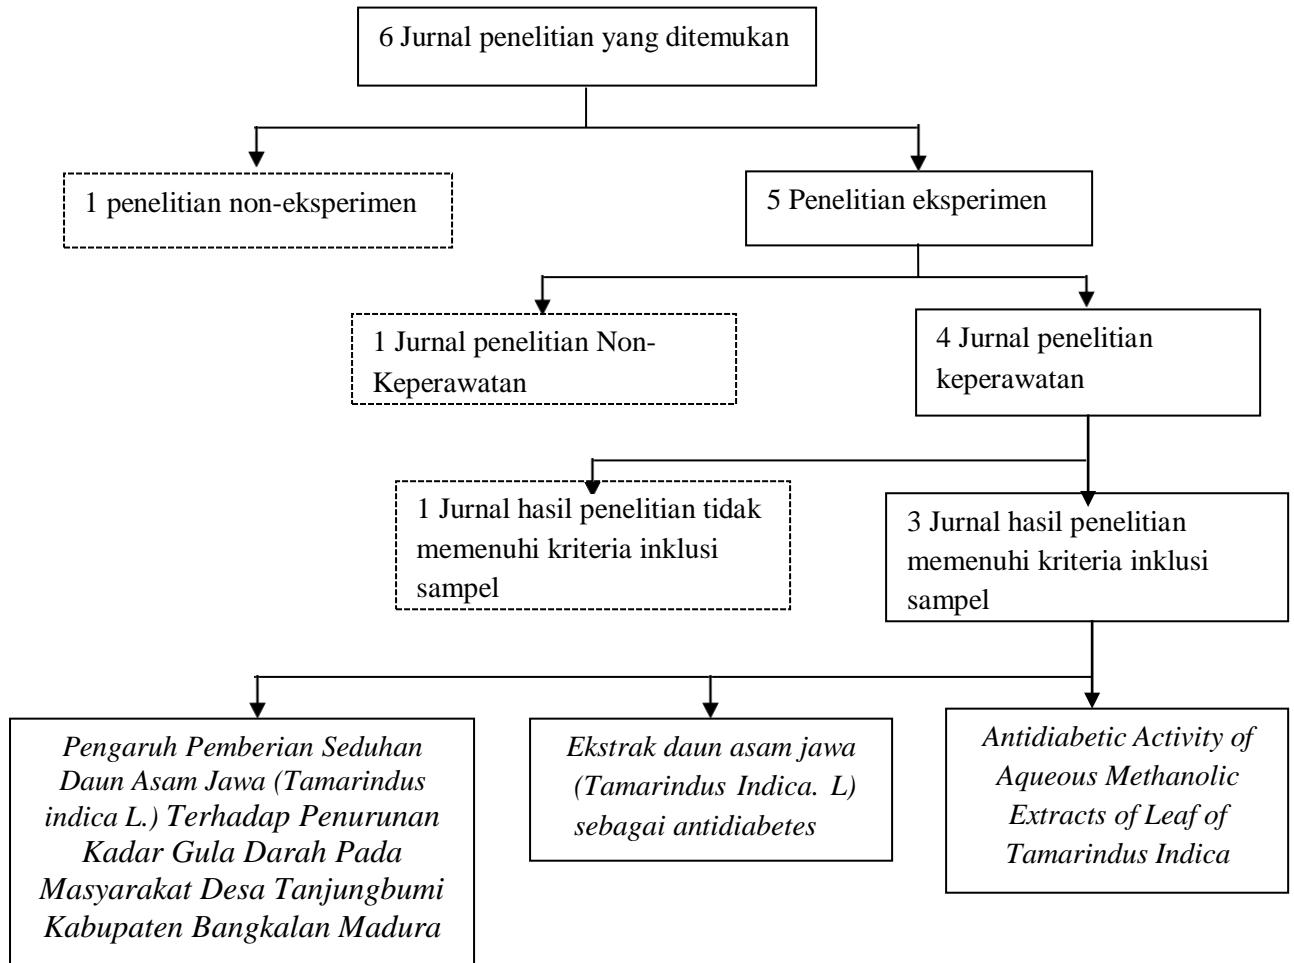 6 Jurnal penelitian yang ditemukan
1 penelitian non-eksperimen
5 Penelitian eksperimen
1 Jurnal penelitian Non-
Keperawatan
4 Jurnal penelitian
keperawatan
1 Jurnal hasil penelitian tidak
memenuhi kriteria inklusi
sampel
3 Jurnal hasil penelitian
memenuhi kriteria inklusi
sampel
Pengaruh Pemberian Seduhan
Daun Asam Jawa (Tamarindus
indica L.) Terhadap Penurunan
Kadar Gula Darah Pada
Masyarakat Desa Tanjungbumi
Kabupaten Bangkalan Madura
Ekstrak daun asam jawa
(Tamarindus Indica. L)
sebagai antidiabetes
Antidiabetic Activity of
Aqueous Methanolic
Extracts of Leaf of
Tamarindus Indica